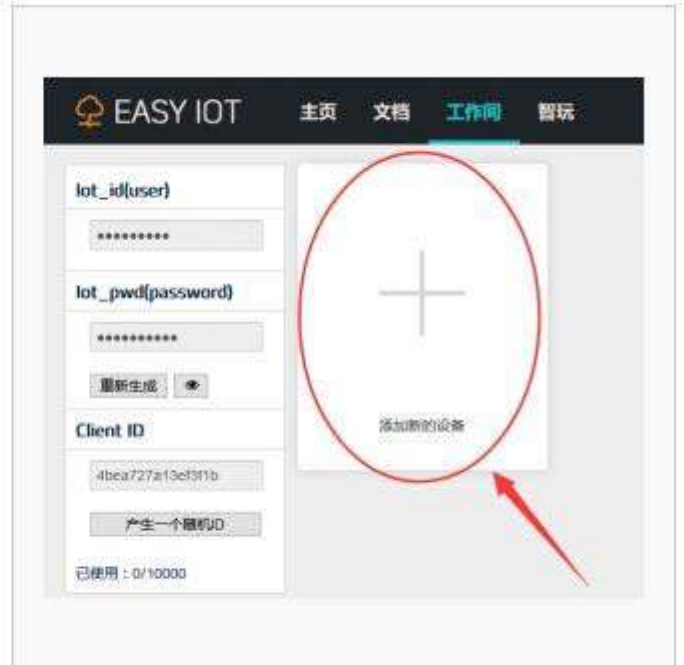 EASY IOT 主页 文档 工作间 智玩
Iot_id(user)
•••••••••
Iot_pwd(password)
••••••••••
重新生成
Client ID
4bea727a13ef3f1b
产生一个随机ID
已使用：0/10000
添加新的设备